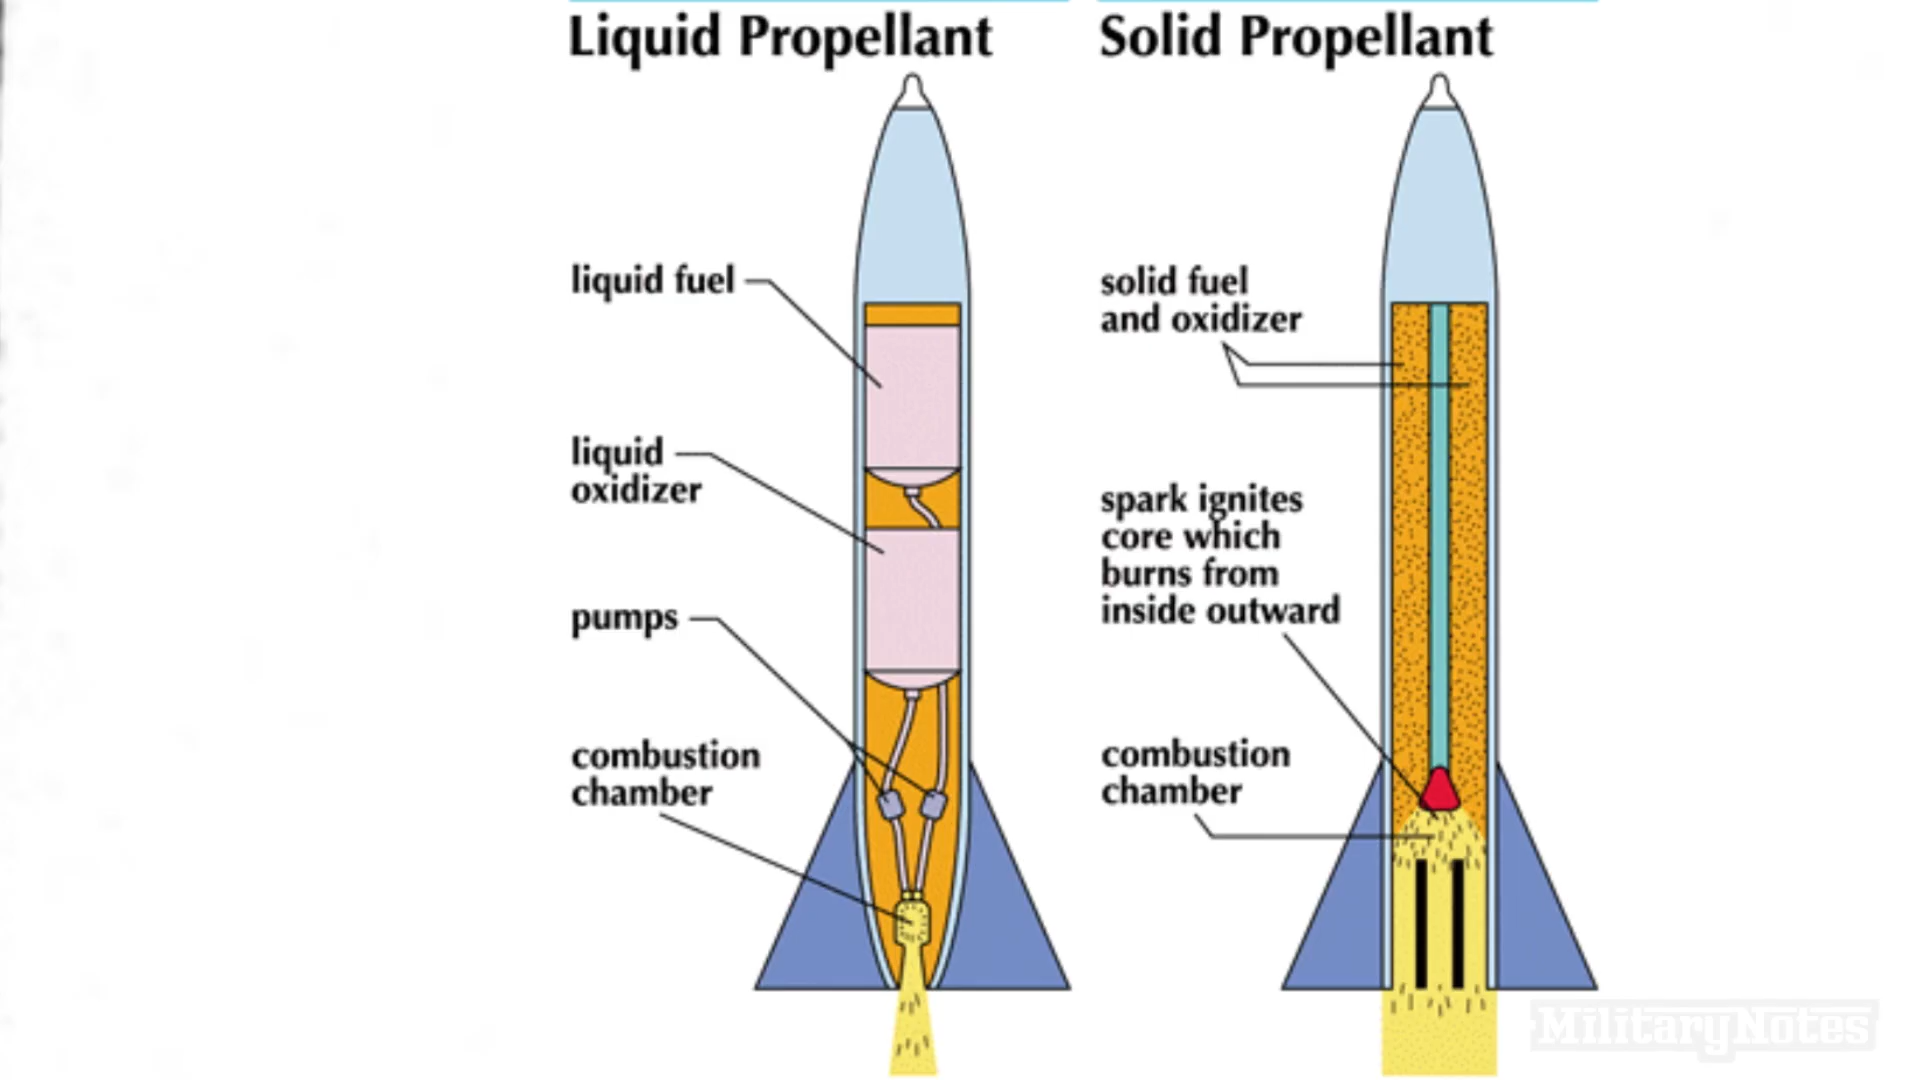 Liquid Propellant
liquid fuel
liquid
oxidizer
pumps
combustion
chamber
Solid Propellant
solid fuel
and oxidizer
spark ignites
core which
burns from
inside outward
combustion
chamber
MilitaryNotes